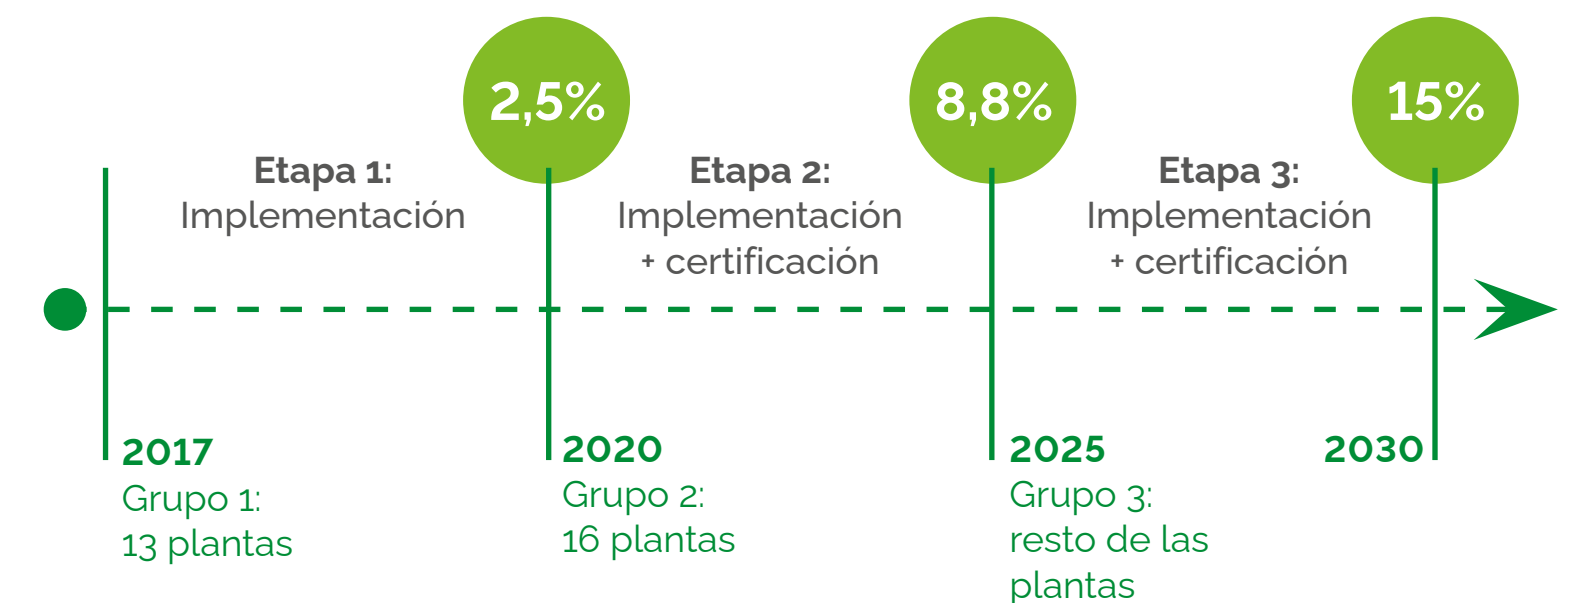 2,5%
8,8%
15%
Etapa 1:
Implementación
Etapa 2:
Implementación
+ certificación
Etapa 3:
Implementación
+ certificación
2017
Grupo 1:
13 plantas
2020
Grupo 2:
16 plantas
2025
Grupo 3:
resto de las
plantas
2030